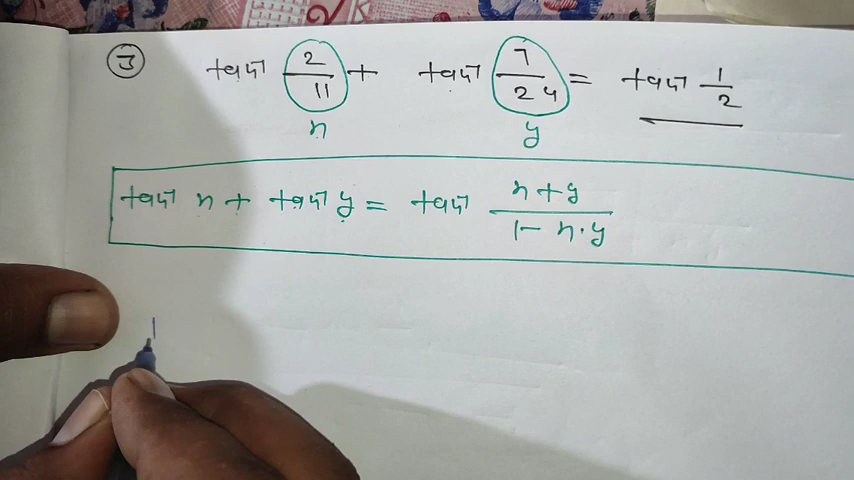 ③ tan⁻¹ 2/11 + tan⁻¹ 7/24 = tan⁻¹ 1/2
x y
tan⁻¹ x + tan⁻¹ y = tan⁻¹ x+y/1-x·y